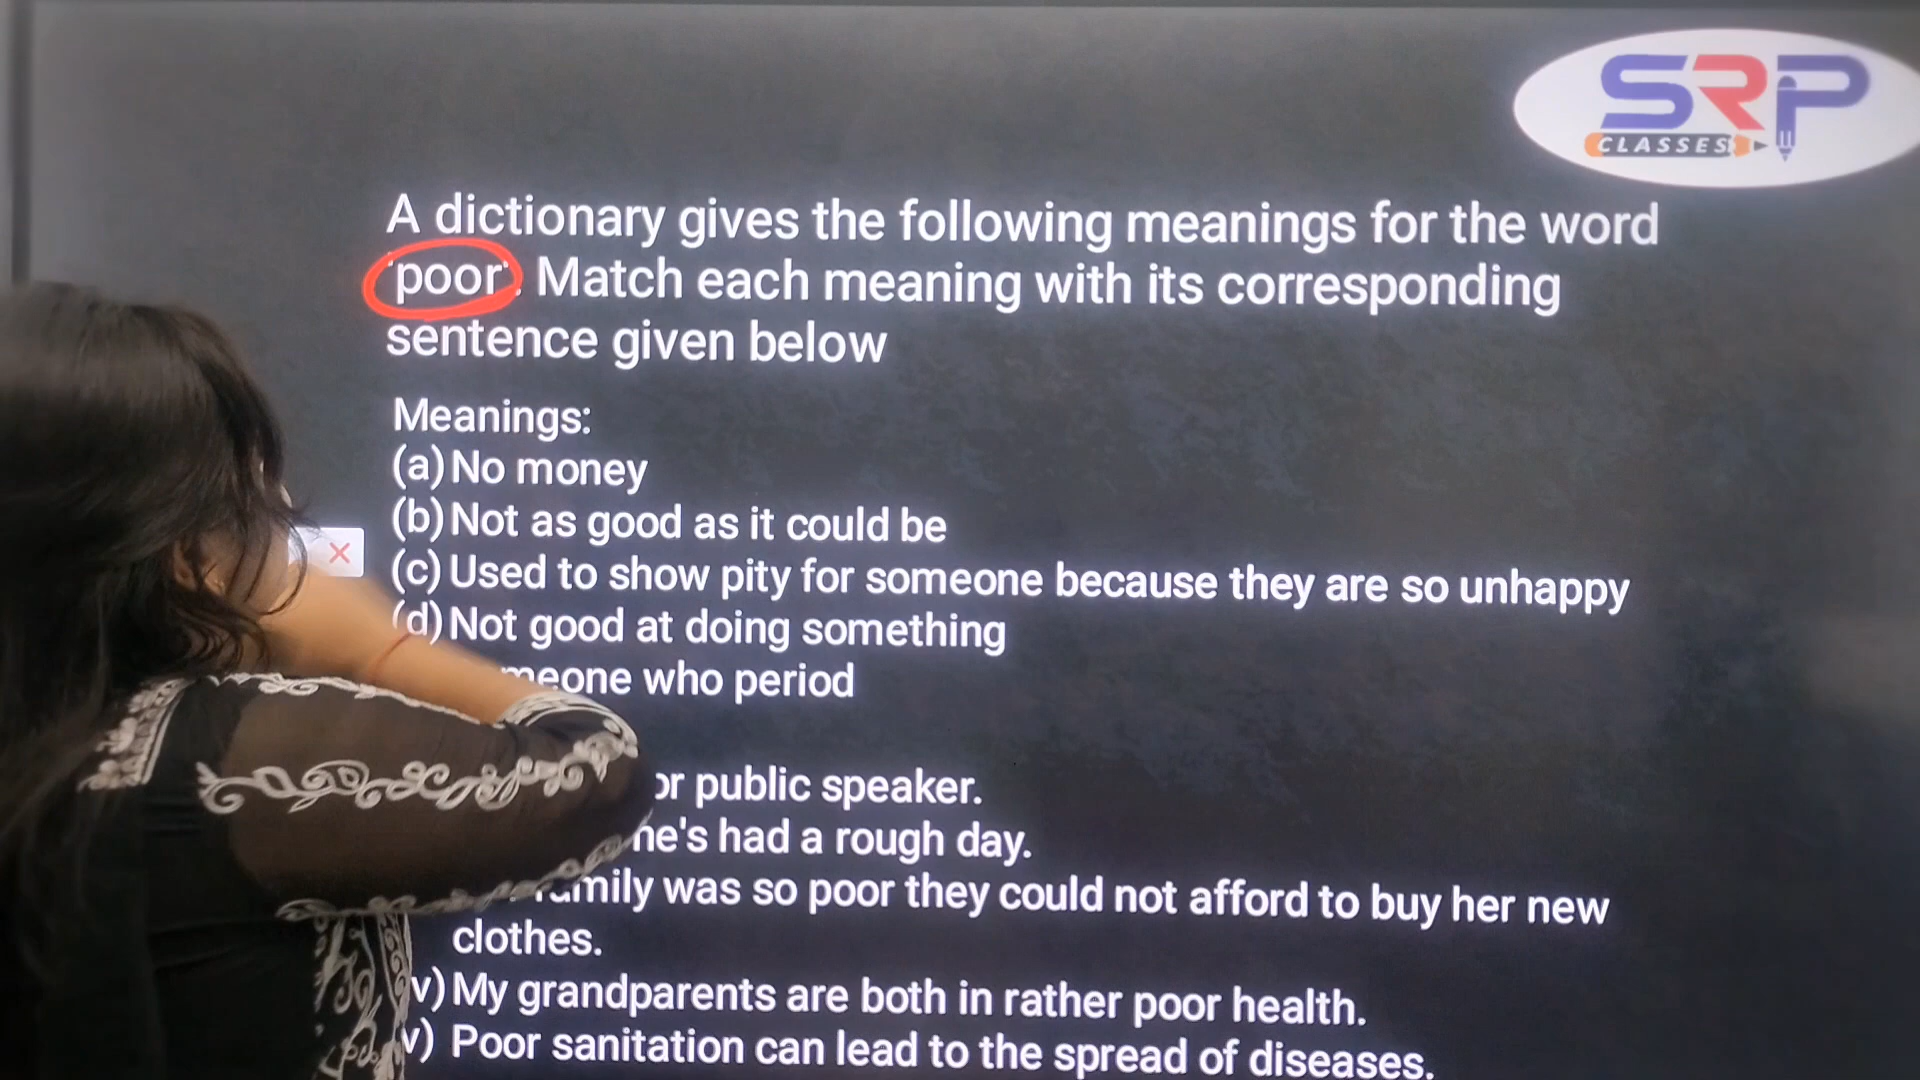 SRP
CLASSES
A dictionary gives the following meanings for the word
'poor'. Match each meaning with its corresponding
sentence given below
Meanings:
(a) No money
(b) Not as good as it could be
(c) Used to show pity for someone because they are so unhappy
(d) Not good at doing something
who period
public speaker.
had a rough day.
was so poor they could not afford to buy her new
clothes.
v) My grandparents are both in rather poor health.
v) Poor sanitation can lead to the spread of diseases.